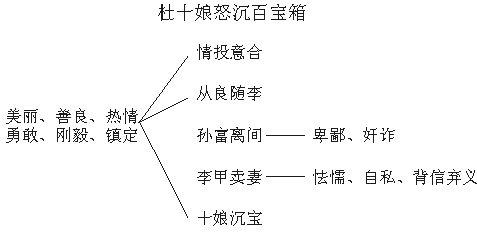 杜十娘怒沉百宝箱
情投意合
从良随李
美丽、善良、热情
勇敢、刚毅、镇定
孙富离间
卑鄙、奸诈
李甲卖妻
怯懦、自私、背信弃义
十娘沉宝